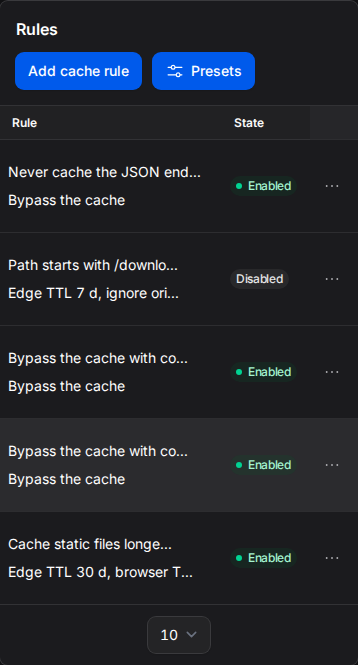 Rules
Add cache rule Presets
Rule State
Never cache the JSON end...
Bypass the cache
Enabled ...
Path starts with /downlo...
Edge TTL 7 d, ignore ori...
Disabled ...
Bypass the cache with co...
Bypass the cache
Enabled ...
Bypass the cache with co...
Bypass the cache
Enabled ...
Cache static files longe...
Edge TTL 30 d, browser T...
Enabled ...
10